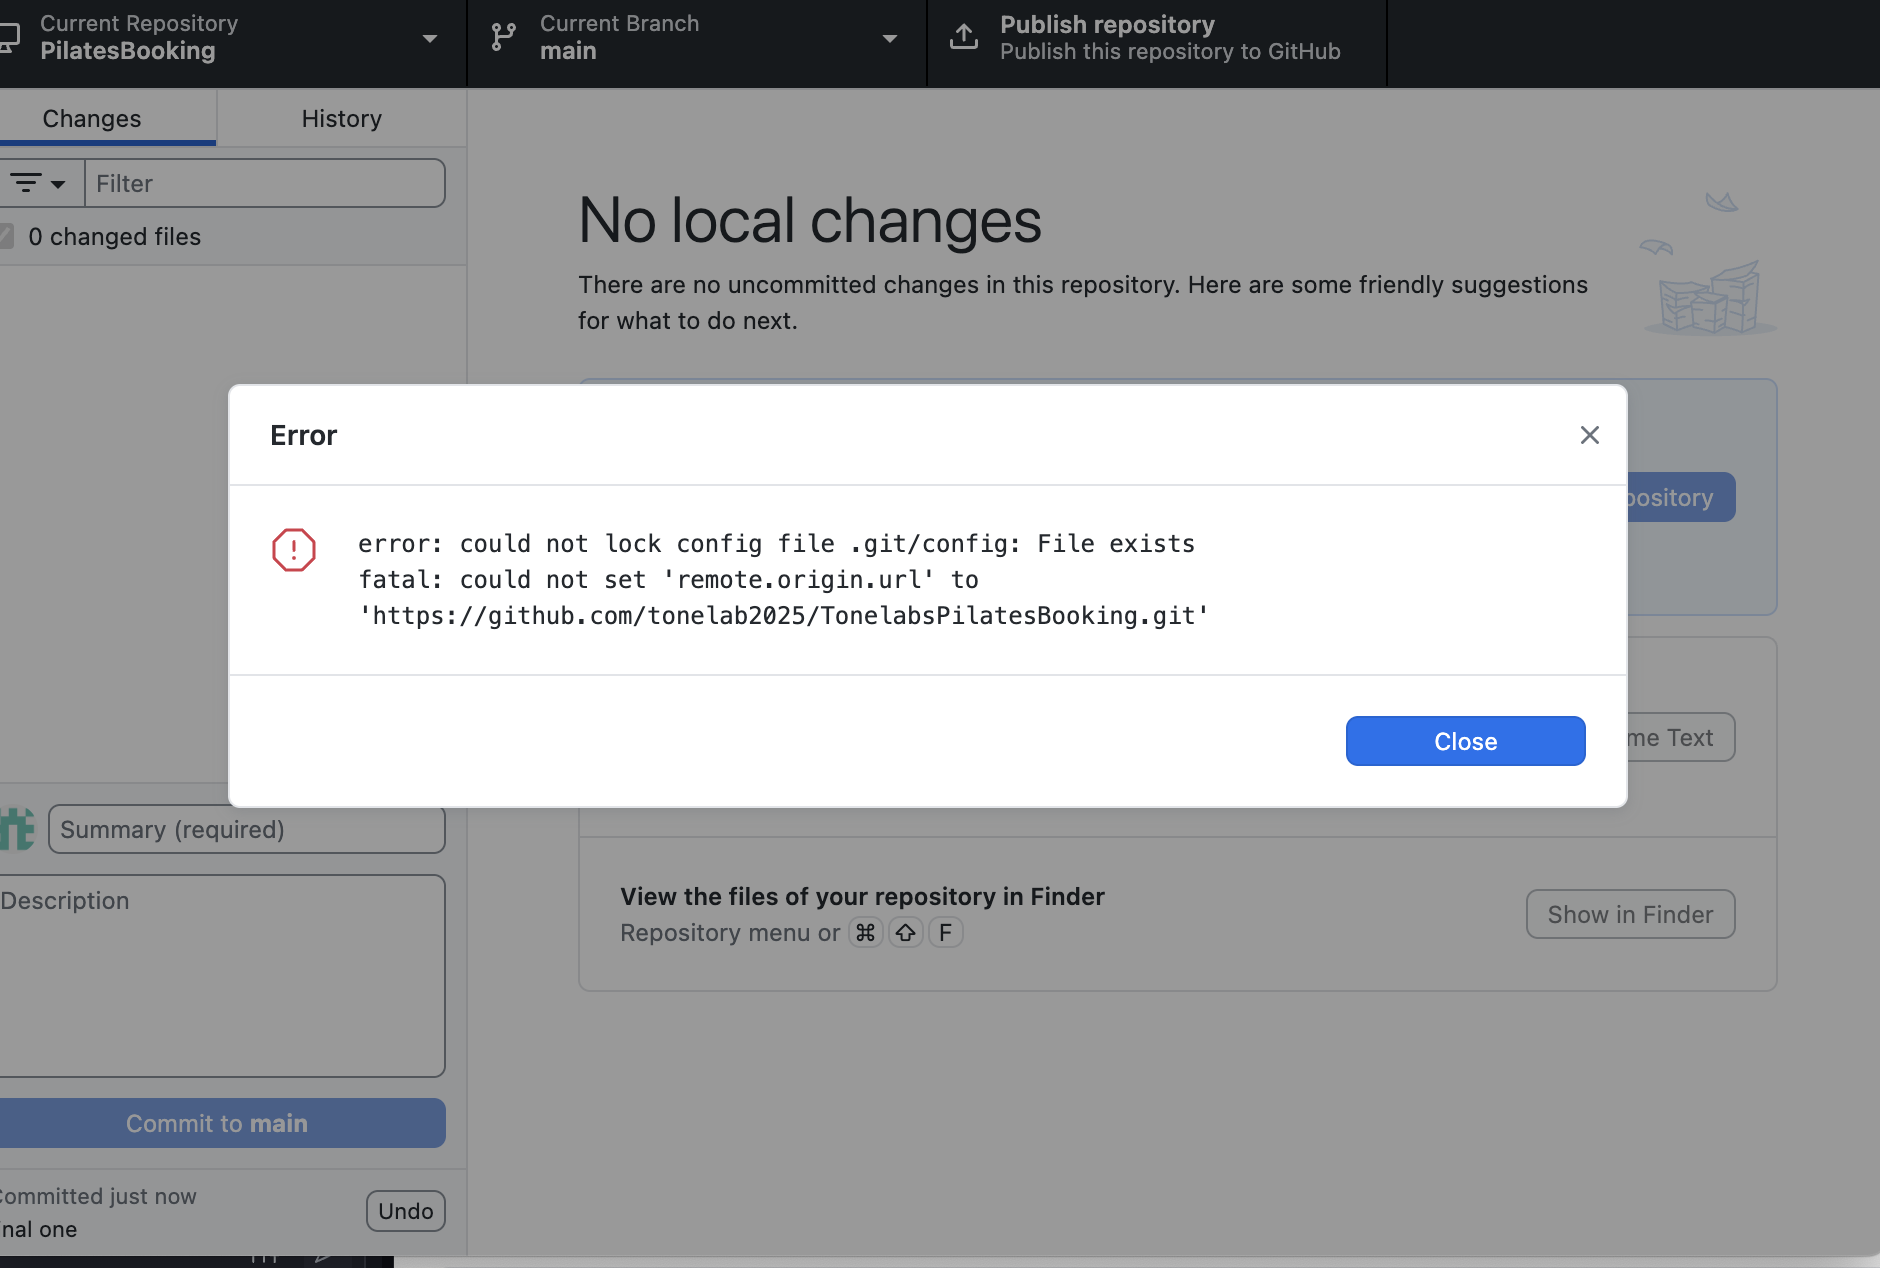 Current Repository
PilatesBooking
Current Branch
main
Publish repository
Publish this repository to GitHub
Changes
History
Filter
0 changed files
No local changes
There are no uncommitted changes in this repository. Here are some friendly suggestions
for what to do next.
Error
error: could not lock config file .git/config: File exists
fatal: could not set 'remote.origin.url' to
'https://github.com/tonelab2025/TonelabsPilatesBooking.git'
Close
Summary (required)
Description
View the files of your repository in Finder
Repository menu or ⌘ ⇧ F
Show in Finder
Commit to main
Committed just now
one
Undo
Text